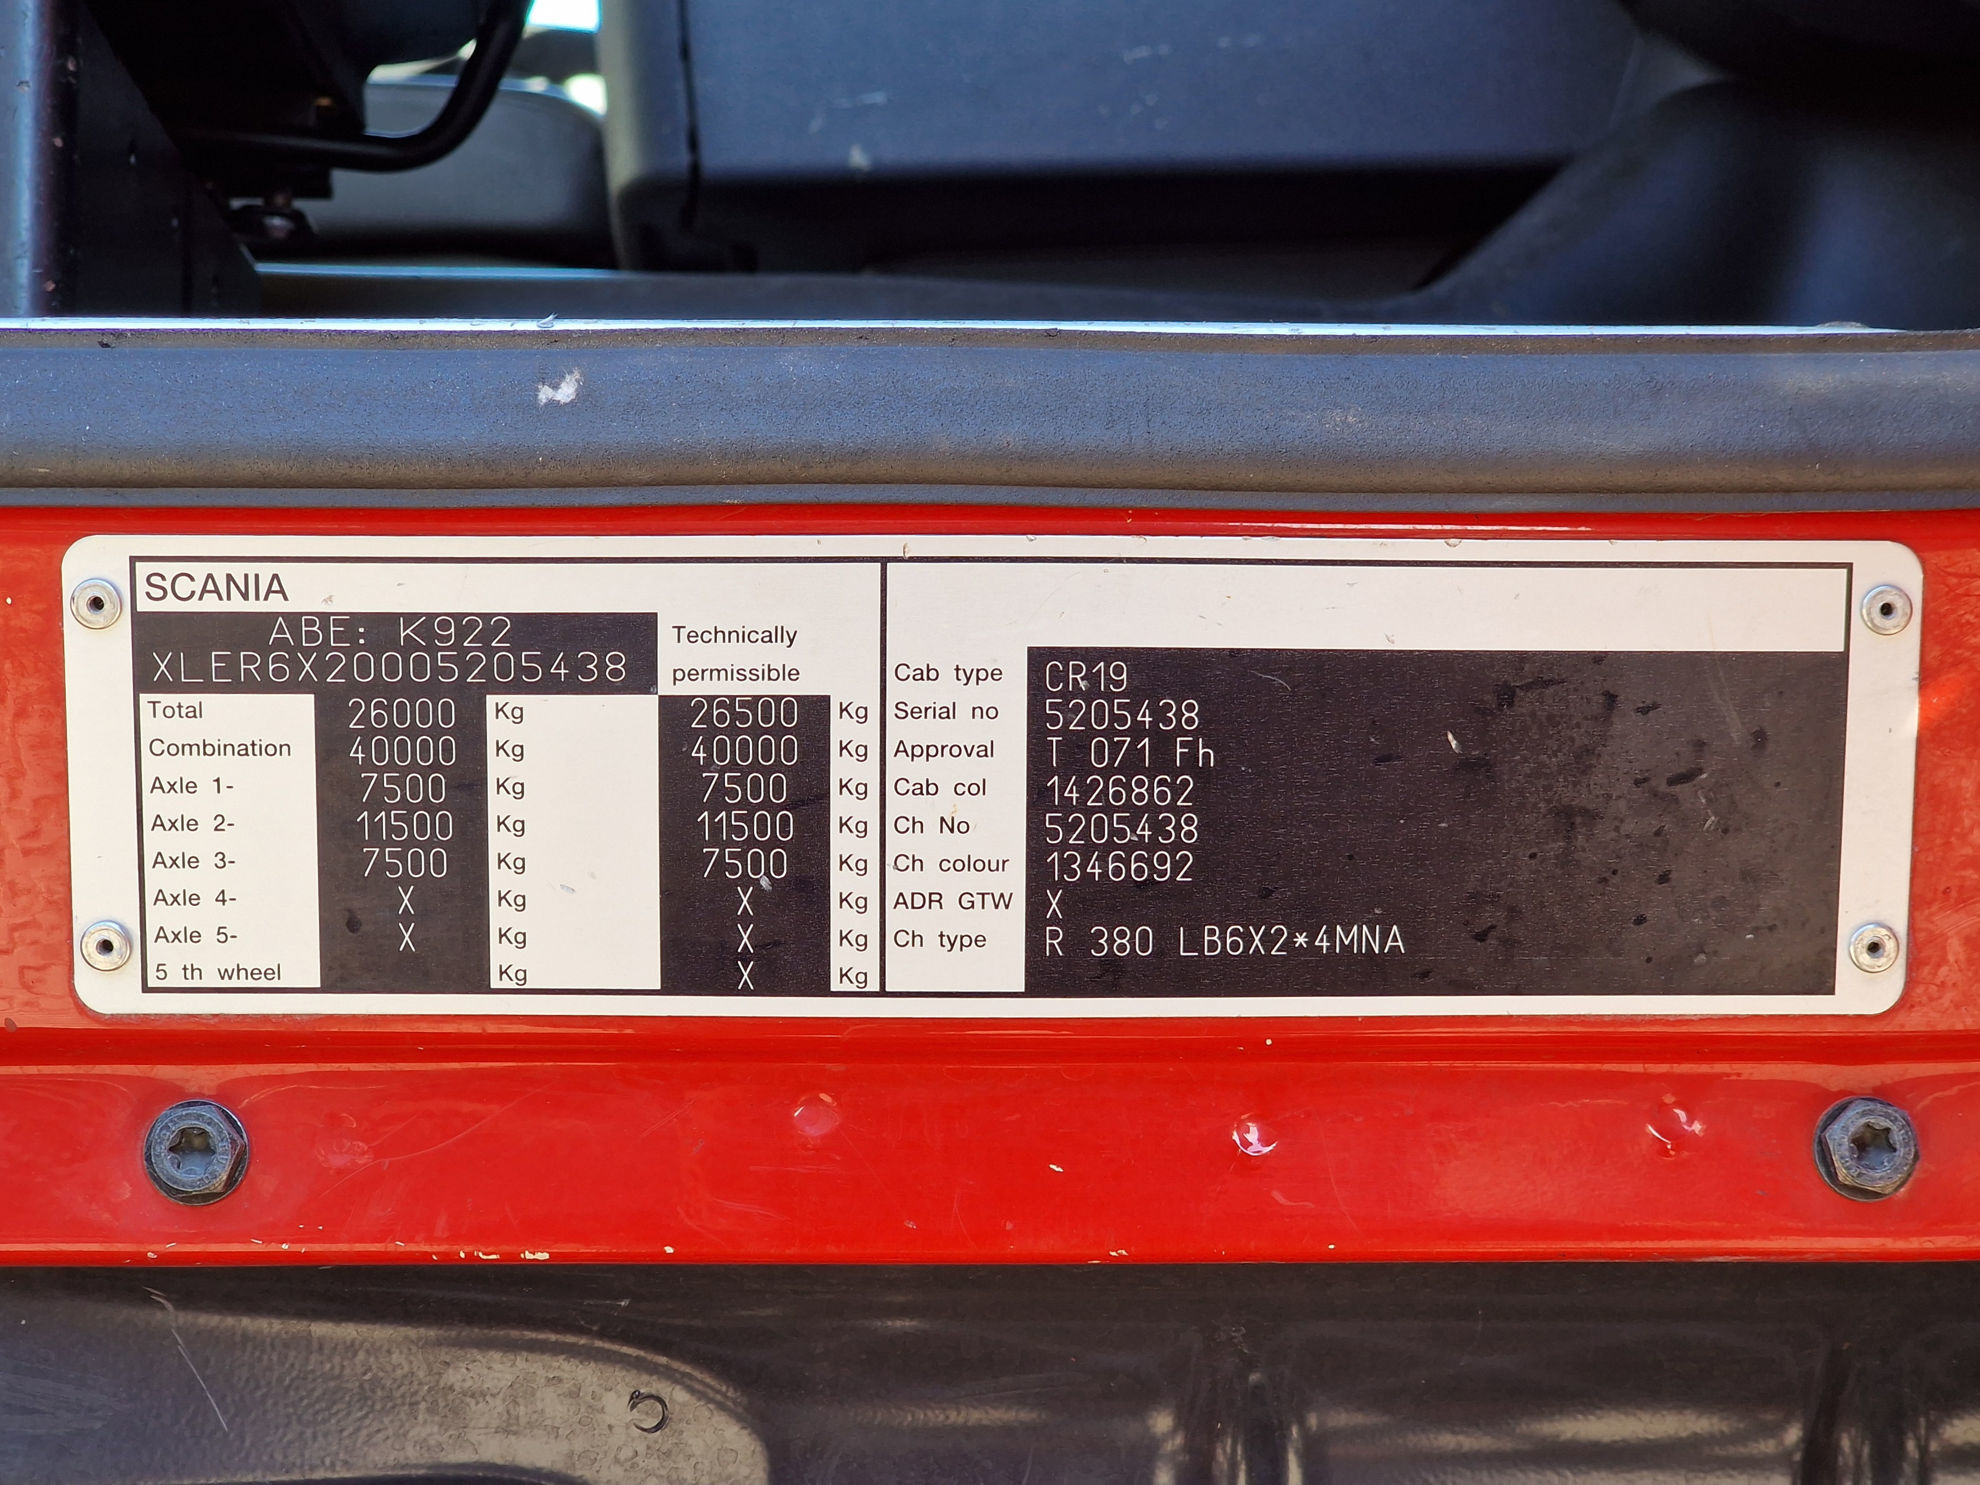 SCANIA
ABE: K922
XLER6X20005205438
Technically
permissible
Total 26000 Kg 26500 Kg
Combination 40000 Kg 40000 Kg
Axle 1- 7500 Kg 7500 Kg
Axle 2- 11500 Kg 11500 Kg
Axle 3- 7500 Kg 7500 Kg
Axle 4- X Kg X Kg
Axle 5- X Kg X Kg
5 th wheel Kg X Kg
Cab type CR19
Serial no 5205438
Approval T 071 Fh
Cab col 1426862
Ch No 5205438
Ch colour 1346692
ADR GTW X
Ch type R 380 LB6X2*4MNA